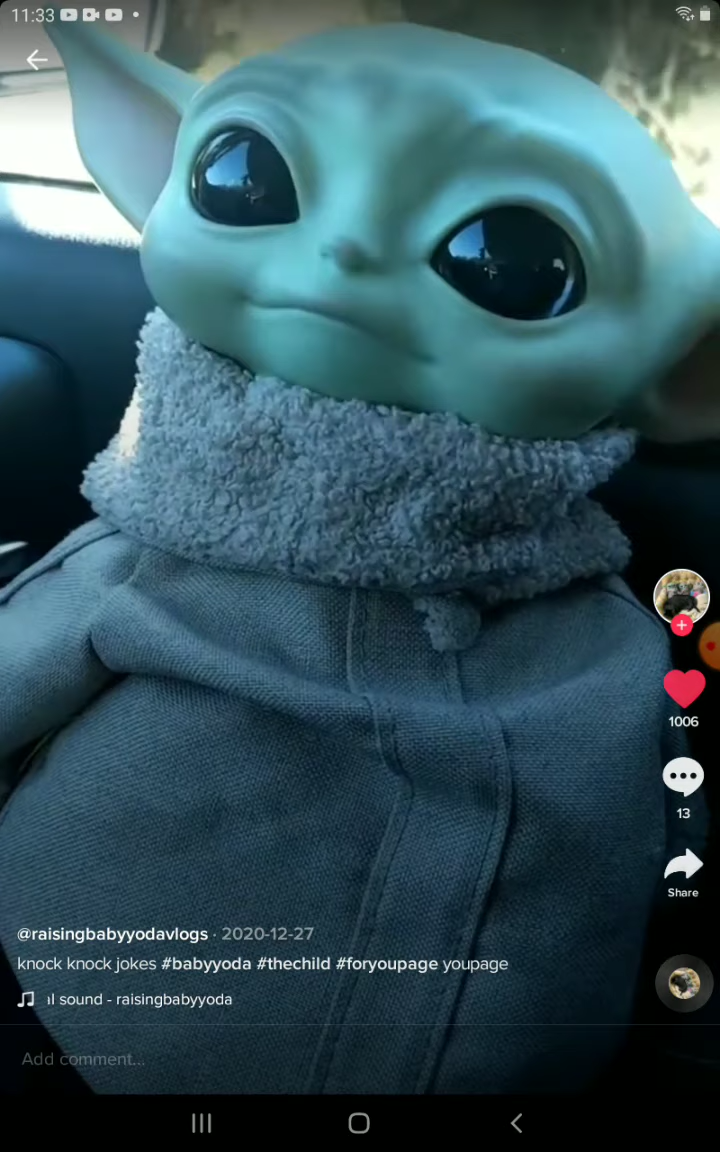 11:33
1006
13
Share
@raisingbabyyodavlogs · 2020-12-27
knock knock jokes #babyyoda #thechild #foryoupage youpage
ıl sound - raisingbabyyoda
Add comment...